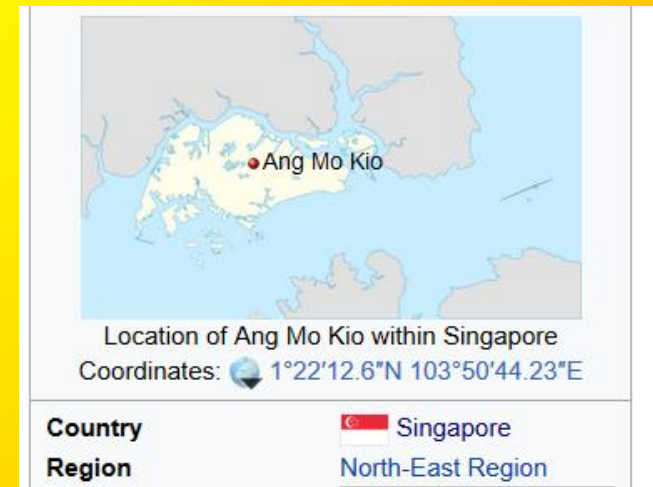 Ang Mo Kio
Location of Ang Mo Kio within Singapore
Coordinates: 1°22′12.6″N 103°50′44.23″E
Country Singapore
Region North-East Region